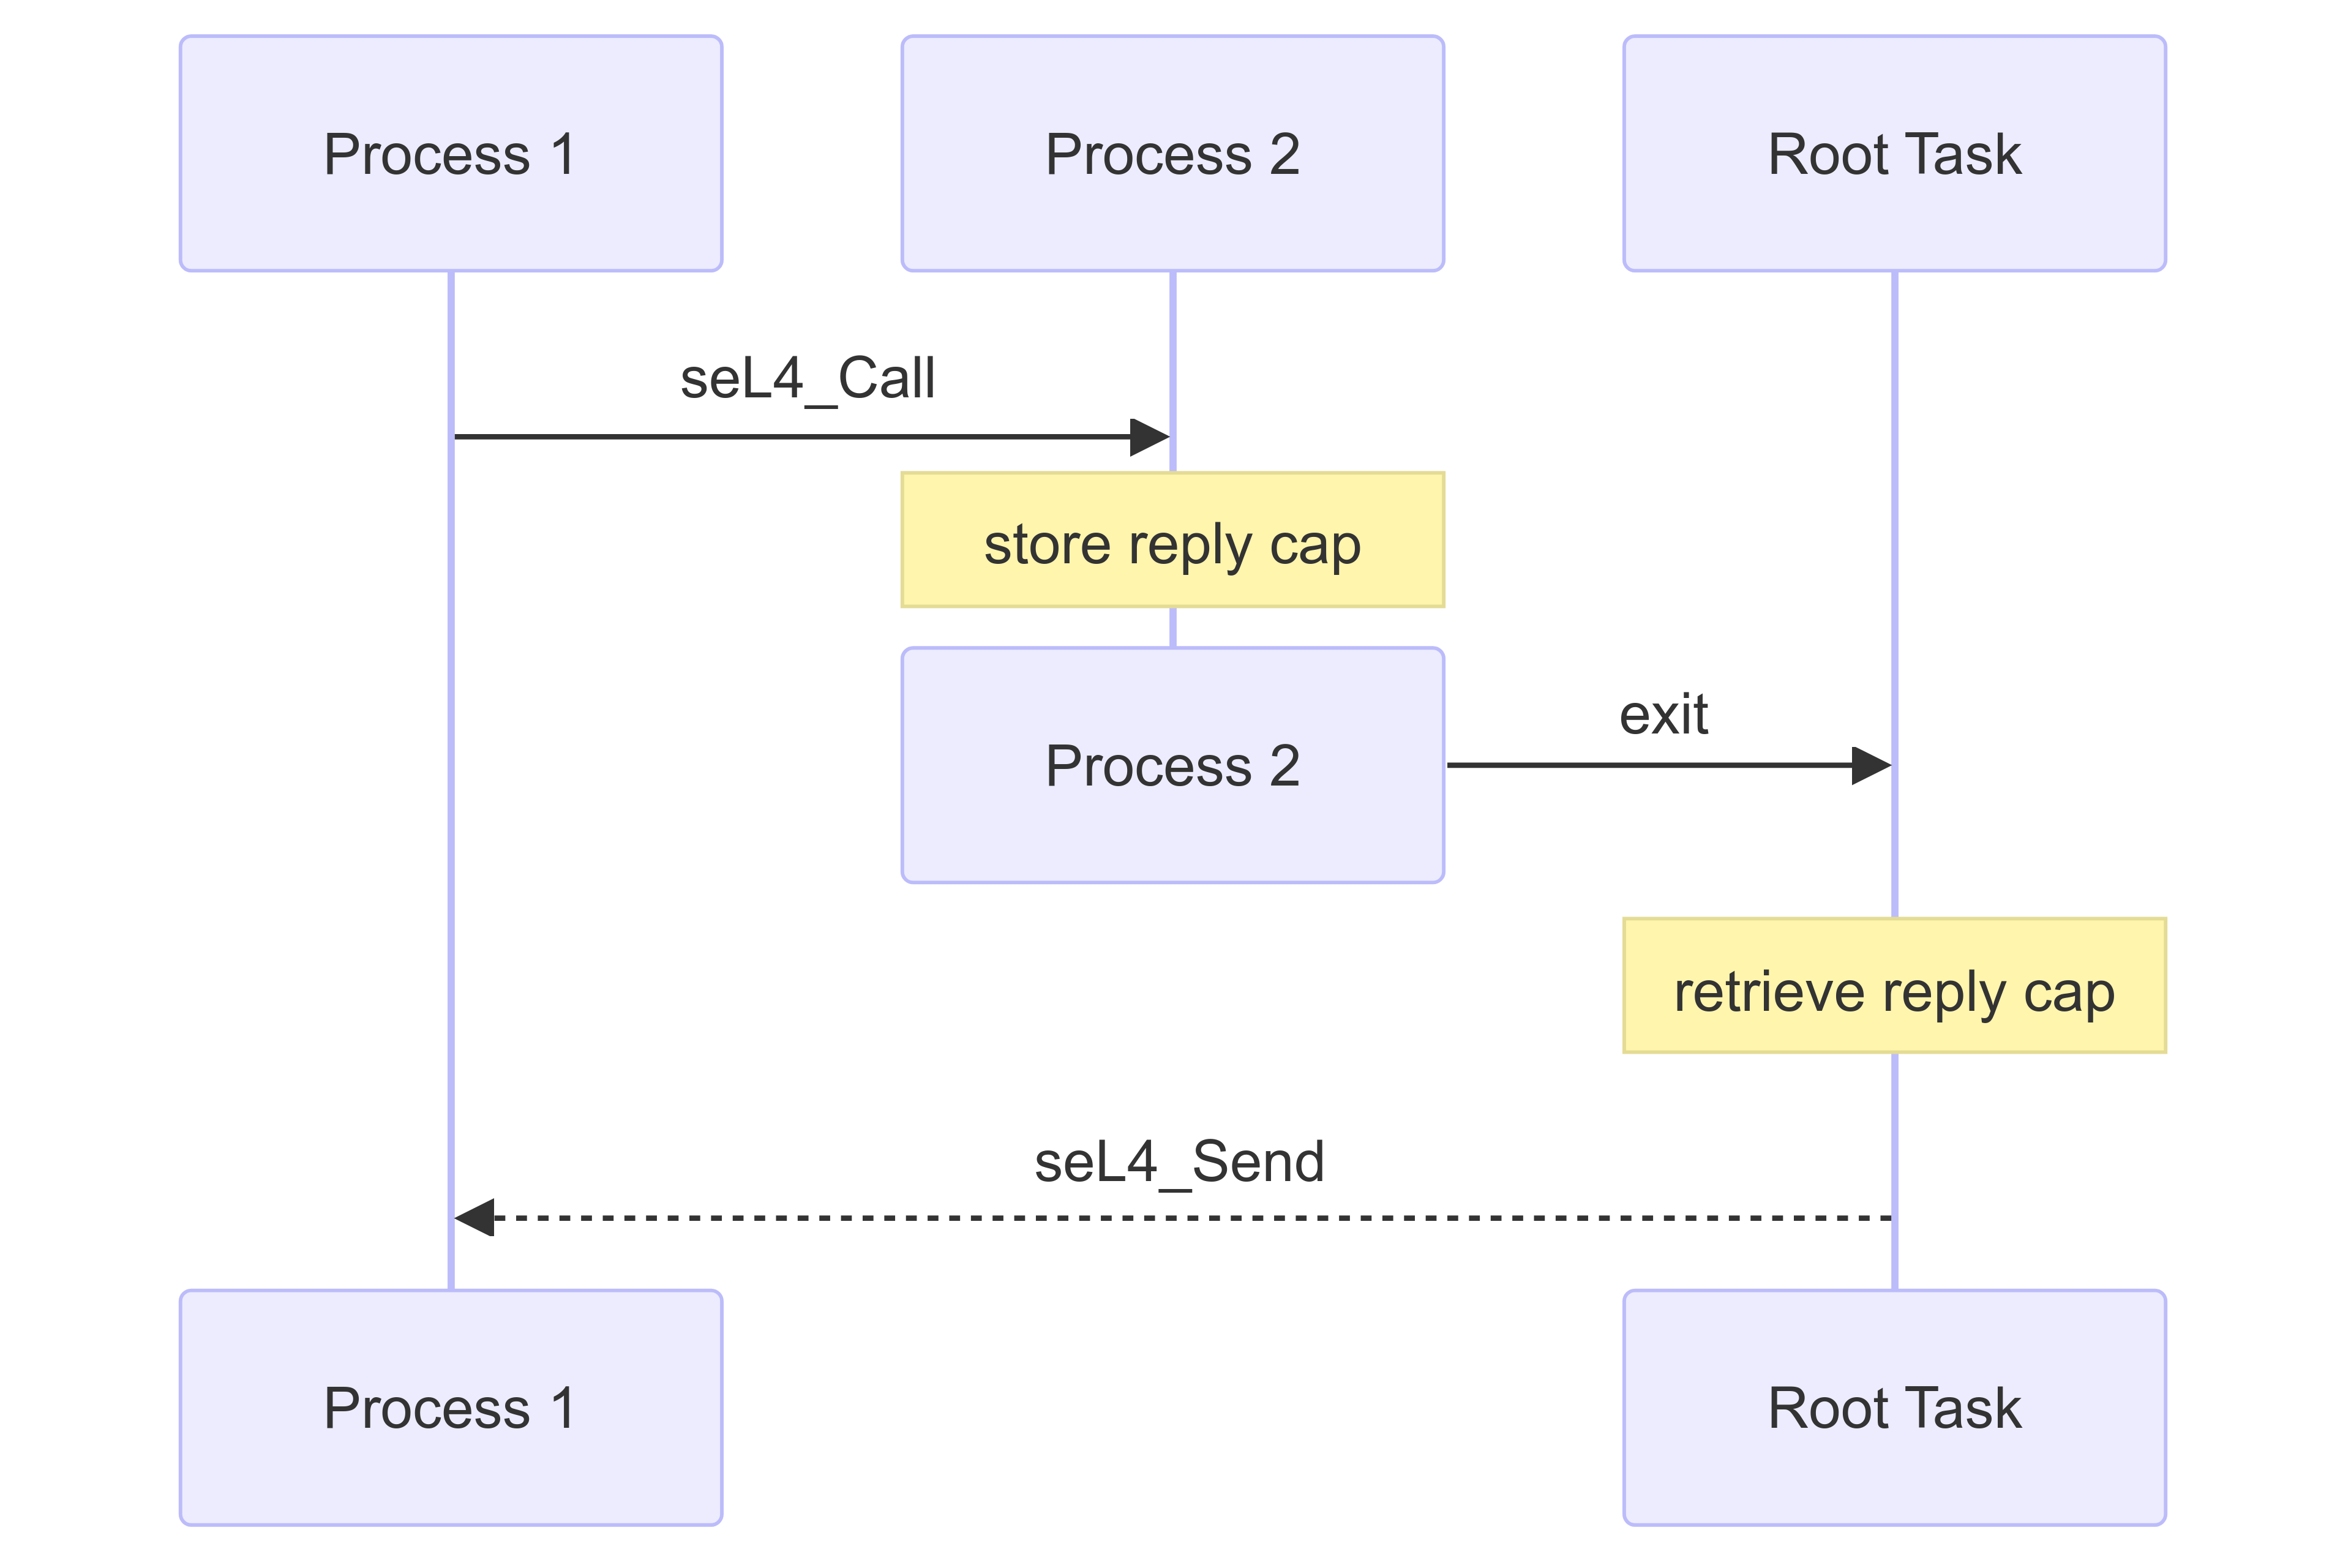 Process 1
Process 2
Root Task
seL4_Call
store reply cap
Process 2
exit
retrieve reply cap
seL4_Send
Process 1
Root Task